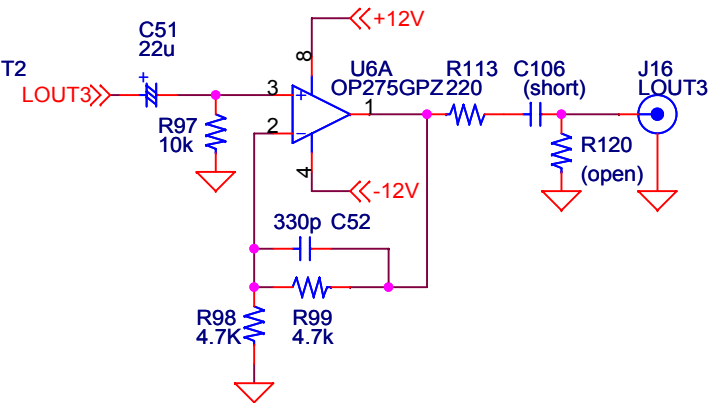 T2
LOUT3
C51
22u
+
R97
10k
+12V
8
3
+
2
−
1
4
-12V
U6A
OP275GPZ
R113
220
C106
(short)
J16
LOUT3
R120
(open)
330p C52
R98
4.7K
R99
4.7k